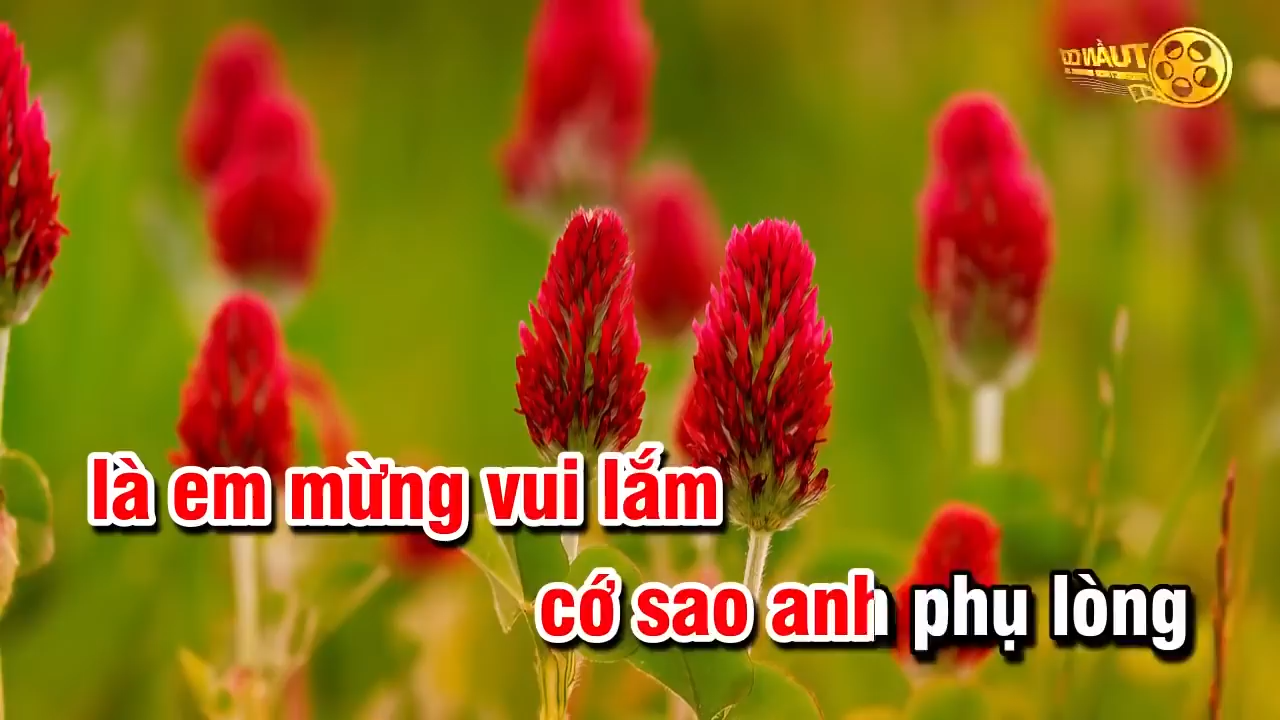 là em mừng vui lắm
cớ sao anh phụ lòng